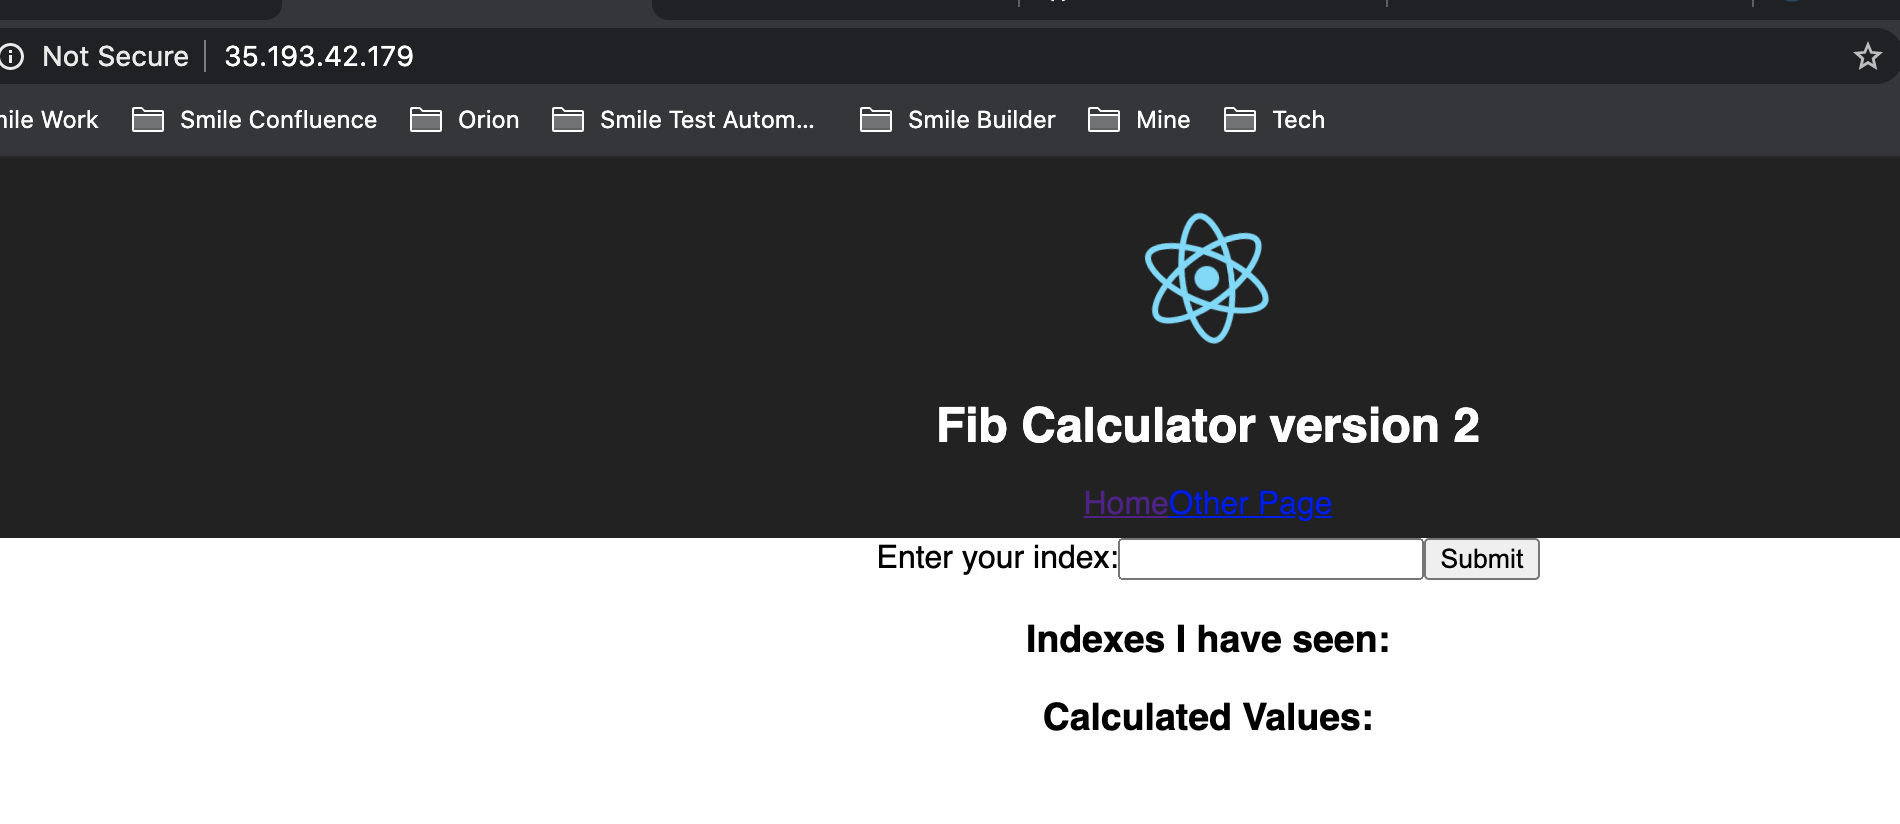 Not Secure 35.193.42.179
ile Work Smile Confluence Orion Smile Test Autom... Smile Builder Mine Tech
Fib Calculator version 2
HomeOther Page
Enter your index: Submit
Indexes I have seen:
Calculated Values: